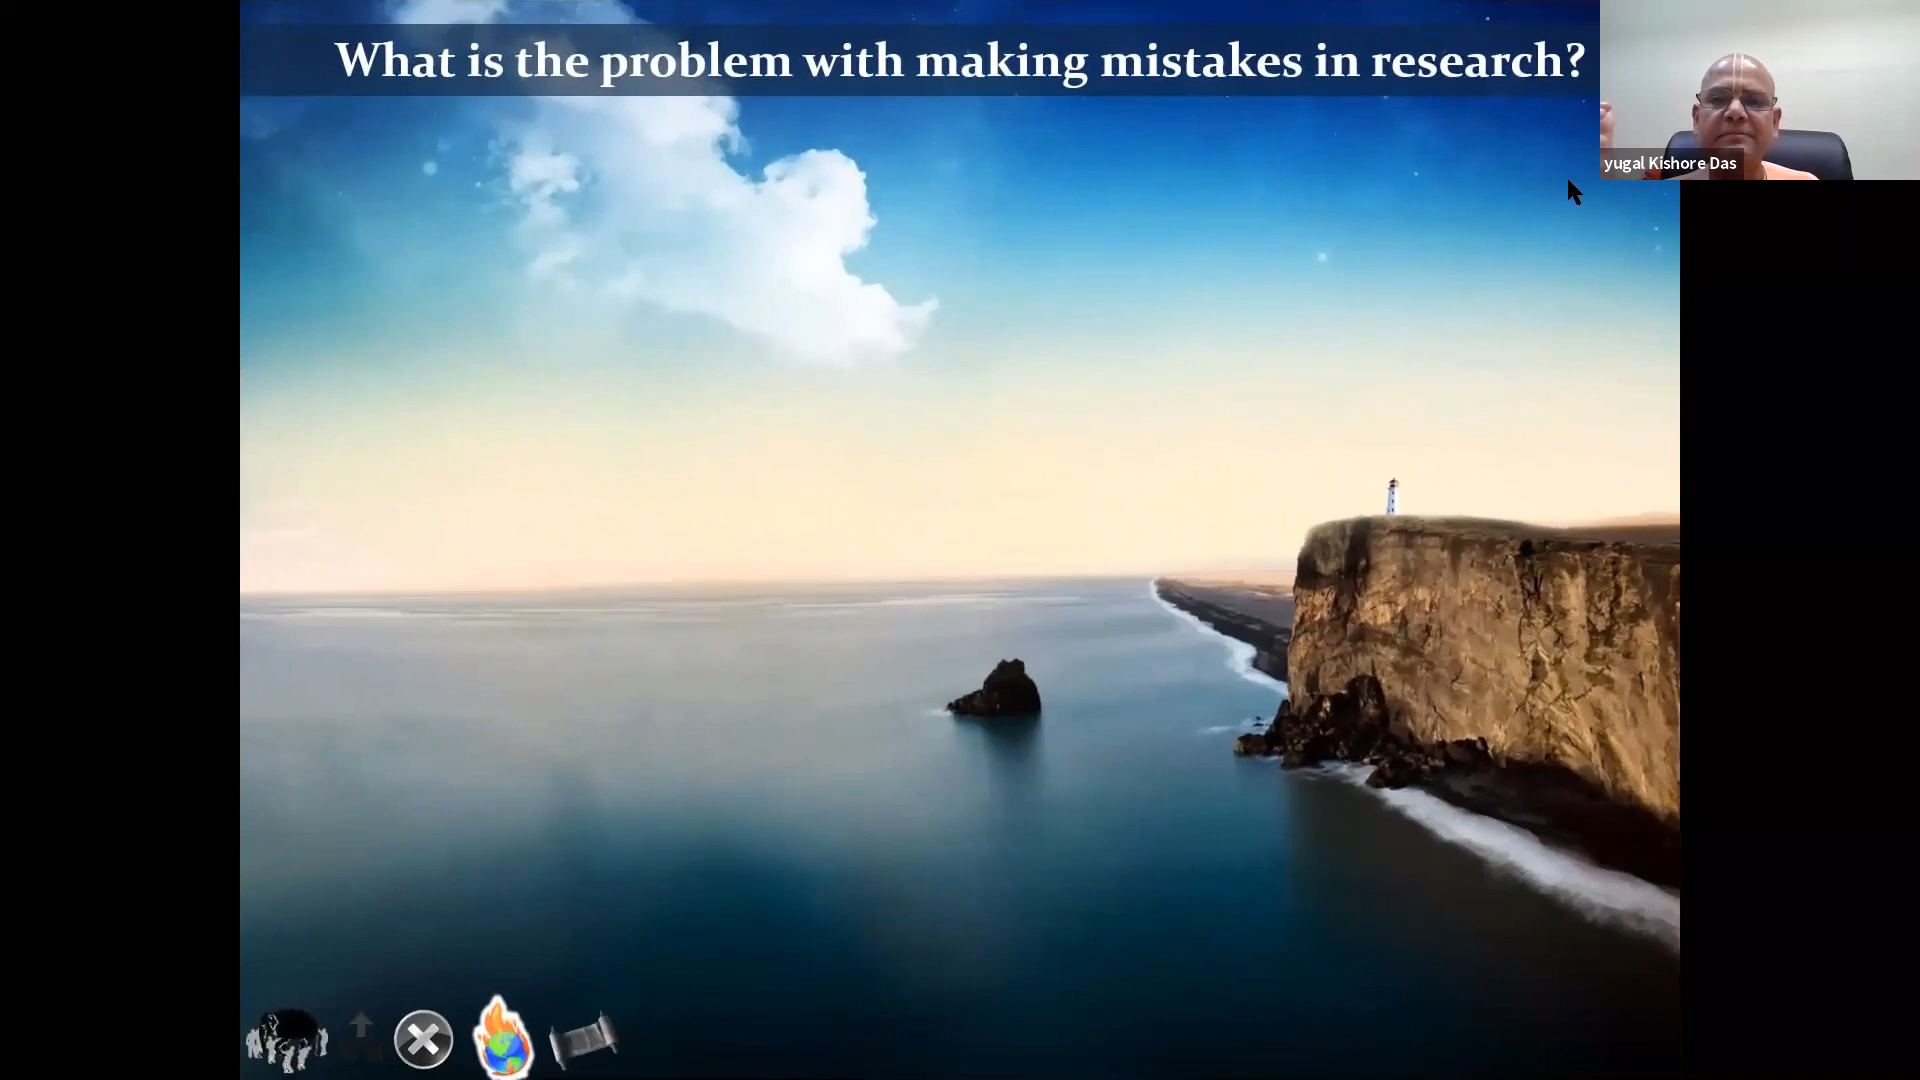 What is the problem with making mistakes in research?
yugal Kishore Das